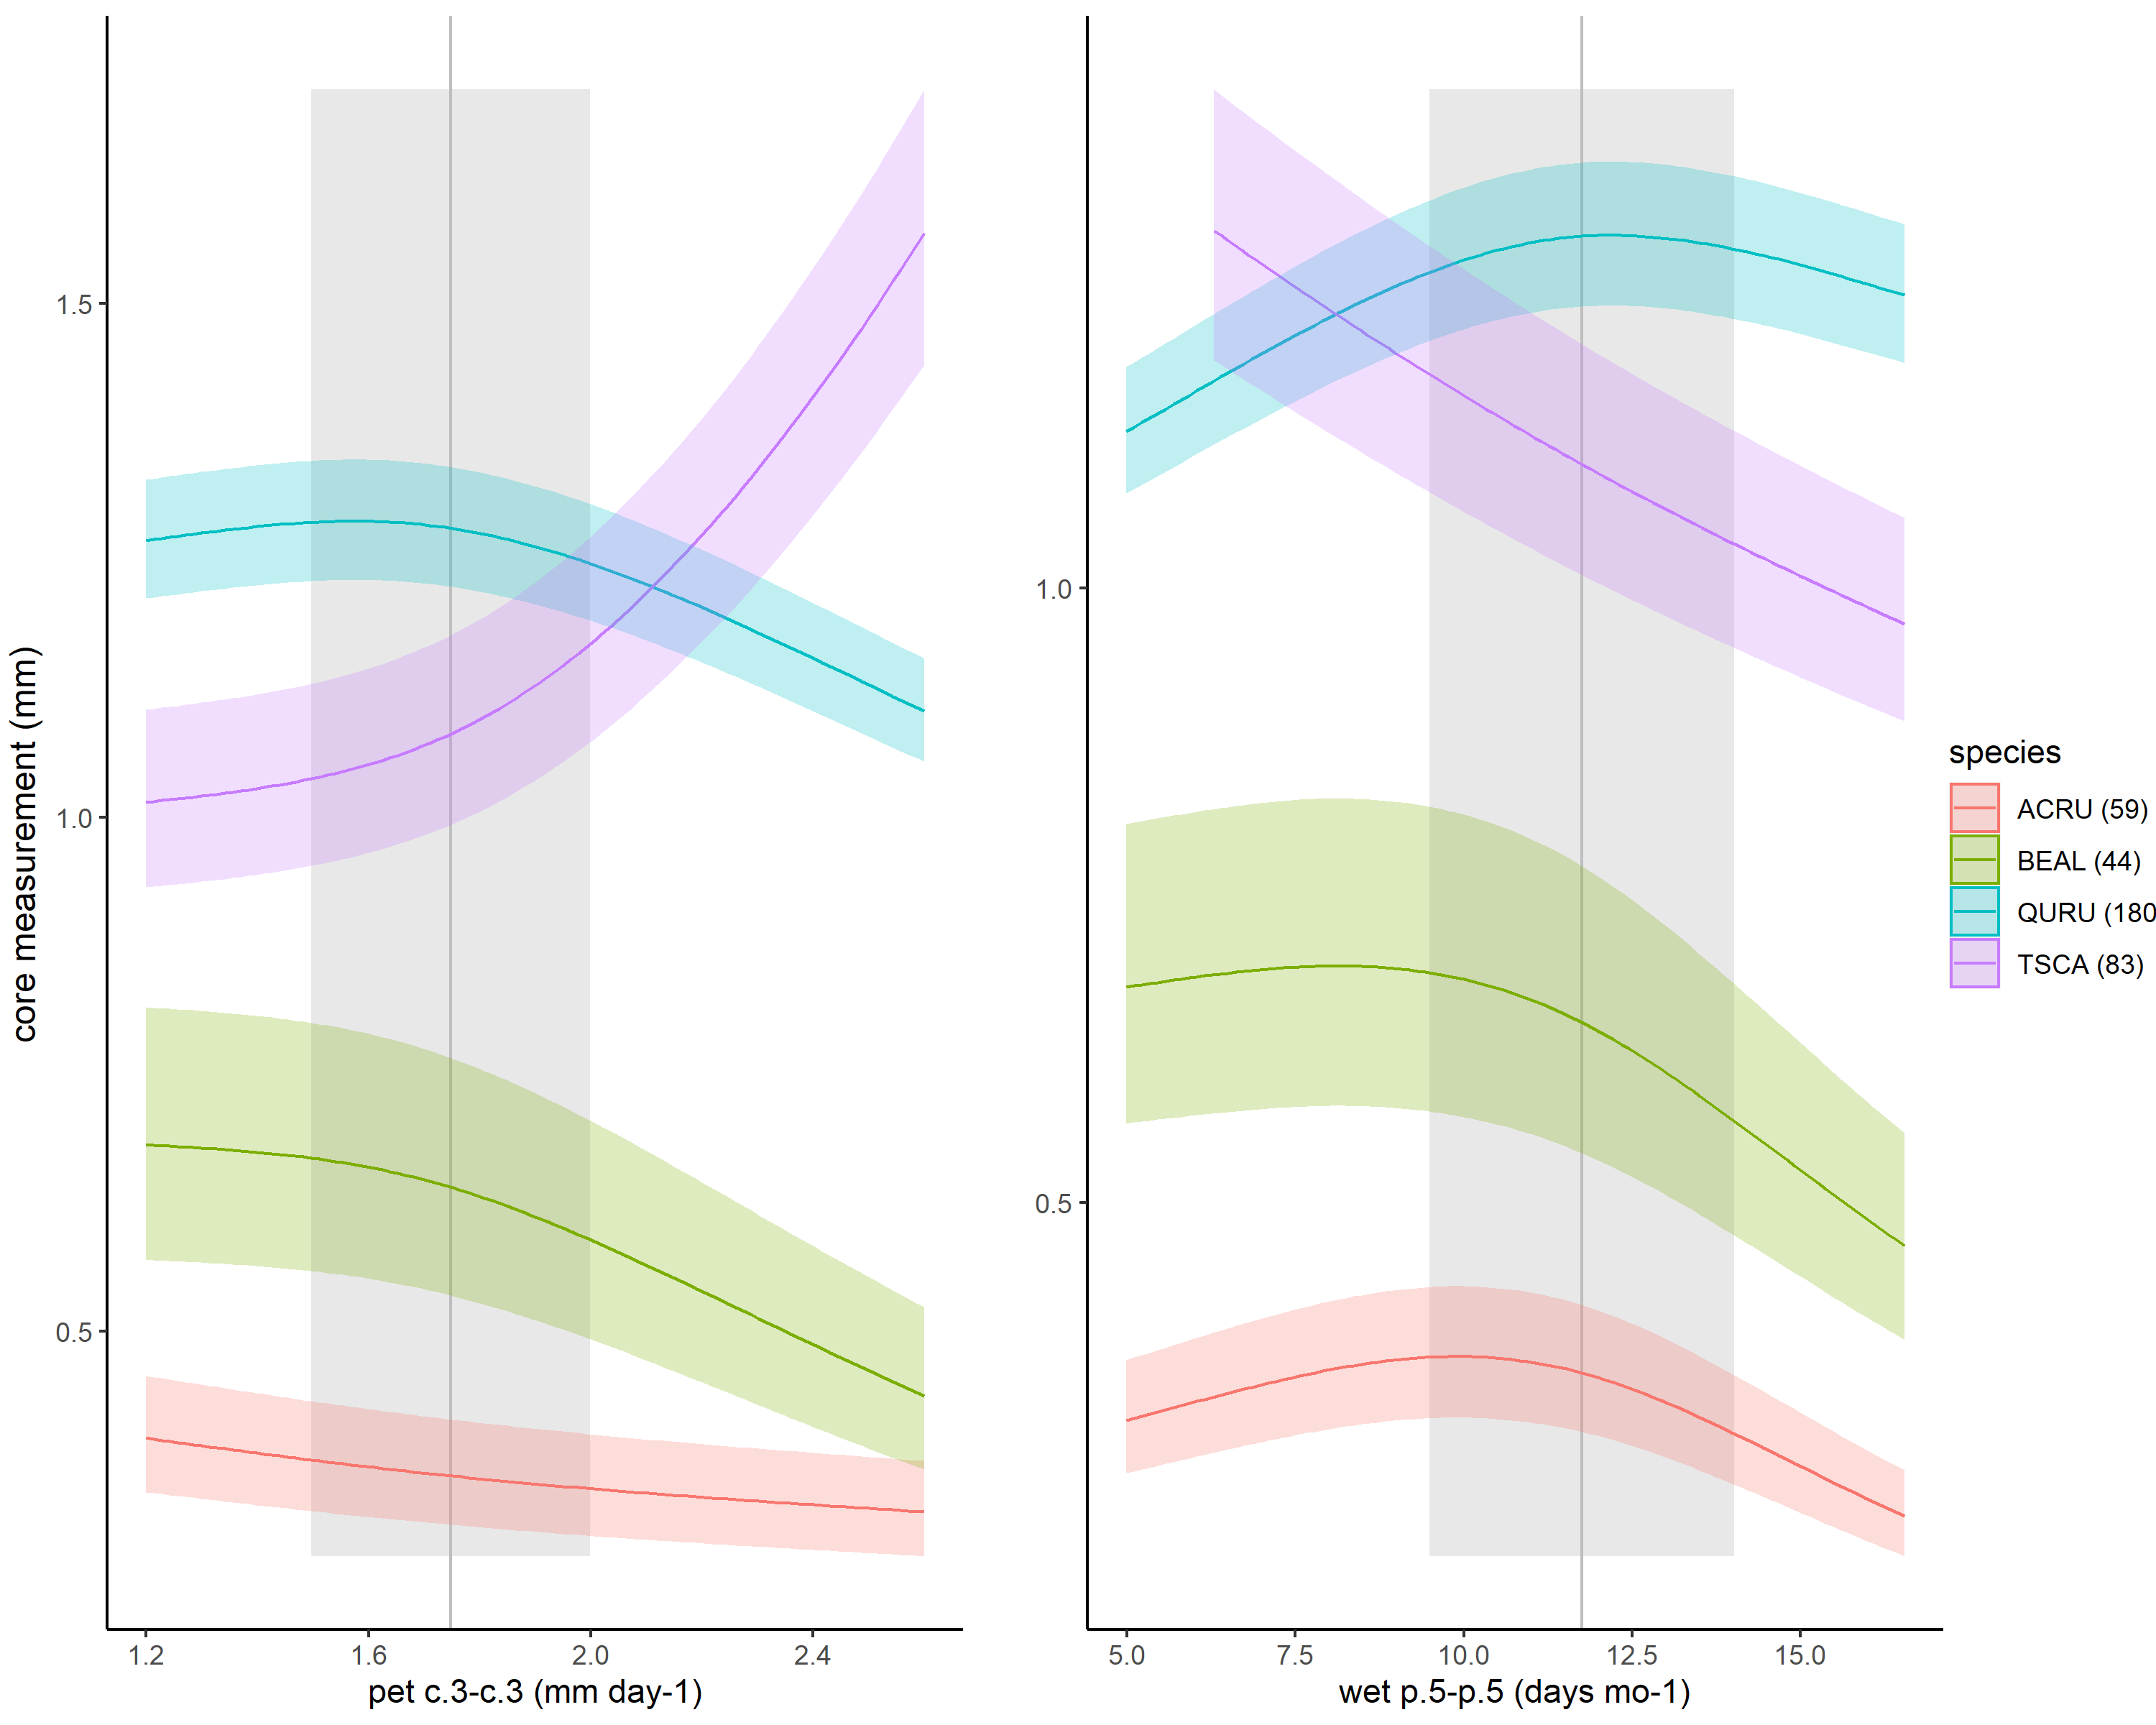 core measurement (mm)
1.5
1.0
0.5
1.2 1.6 2.0 2.4
pet c.3-c.3 (mm day-1)
1.0
0.5
5.0 7.5 10.0 12.5 15.0
wet p.5-p.5 (days mo-1)
species
ACRU (59)
BEAL (44)
QURU (180
TSCA (83)